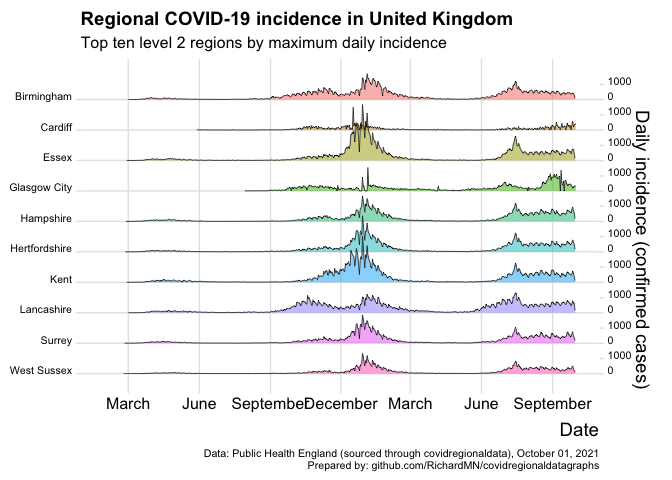 Regional COVID-19 incidence in United Kingdom
Top ten level 2 regions by maximum daily incidence
Birmingham
1000
0
Cardiff
1000
0
Essex
1000
0
Glasgow City
1000
0
Hampshire
1000
0
Hertfordshire
1000
0
Kent
1000
0
Lancashire
1000
0
Surrey
1000
0
West Sussex
1000
0
Daily incidence (confirmed cases)
March June September December March June September
Date
Data: Public Health England (sourced through covidregionaldata), October 01, 2021
Prepared by: github.com/RichardMN/covidregionaldatagraphs